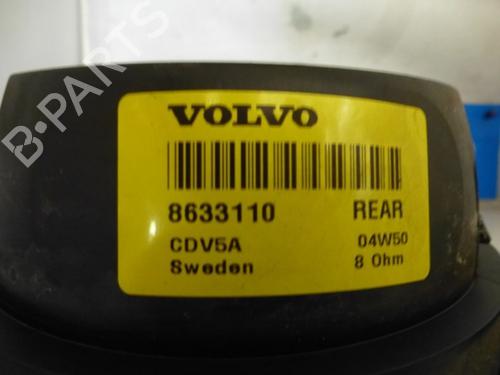 B-PARTS
VOLVO
8633110 REAR
CDV5A 04W50
Sweden 8 Ohm